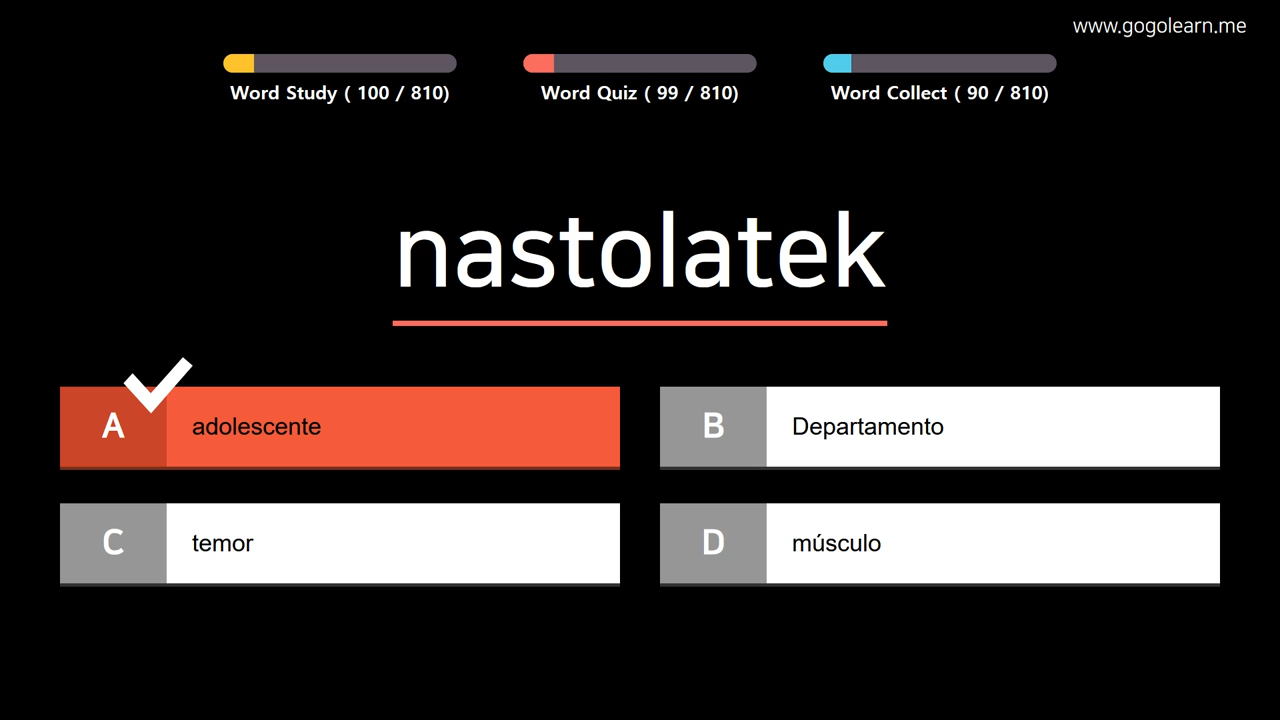 www.gogolearn.me
Word Study ( 100 / 810)
Word Quiz ( 99 / 810)
Word Collect ( 90 / 810)
nastolatek
A
adolescente
B
Departamento
C
temor
D
músculo